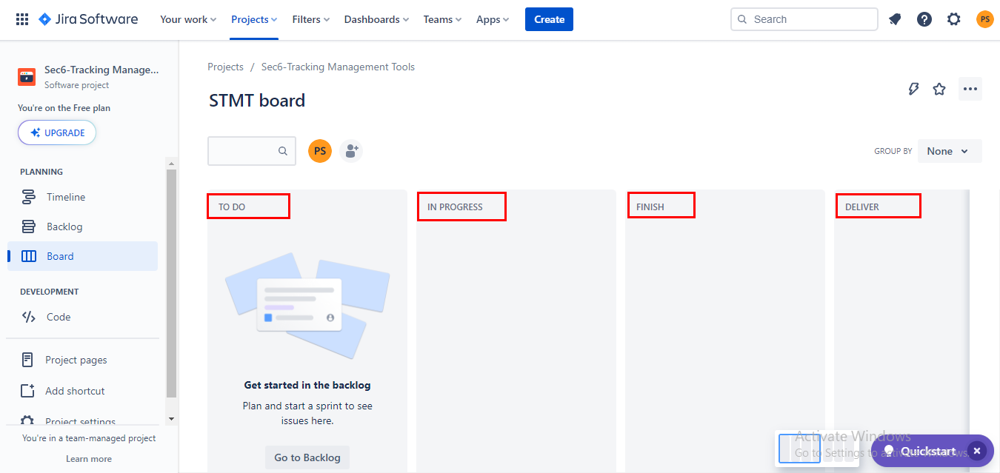 Jira Software Your work Projects Filters Dashboards Teams Apps Create Search PS
Sec6-Tracking Manage...
Software project
You're on the Free plan
UPGRADE
PLANNING
Timeline
Backlog
Board
DEVELOPMENT
Code
Project pages
Add shortcut
Project settings
You're in a team-managed project
Learn more
Projects / Sec6-Tracking Management Tools
STMT board
PS
GROUP BY None
TO DO IN PROGRESS FINISH DELIVER
Get started in the backlog
Plan and start a sprint to see
issues here.
Go to Backlog
Activate Windows
Go to Settings to activate Windows.
Quickstart